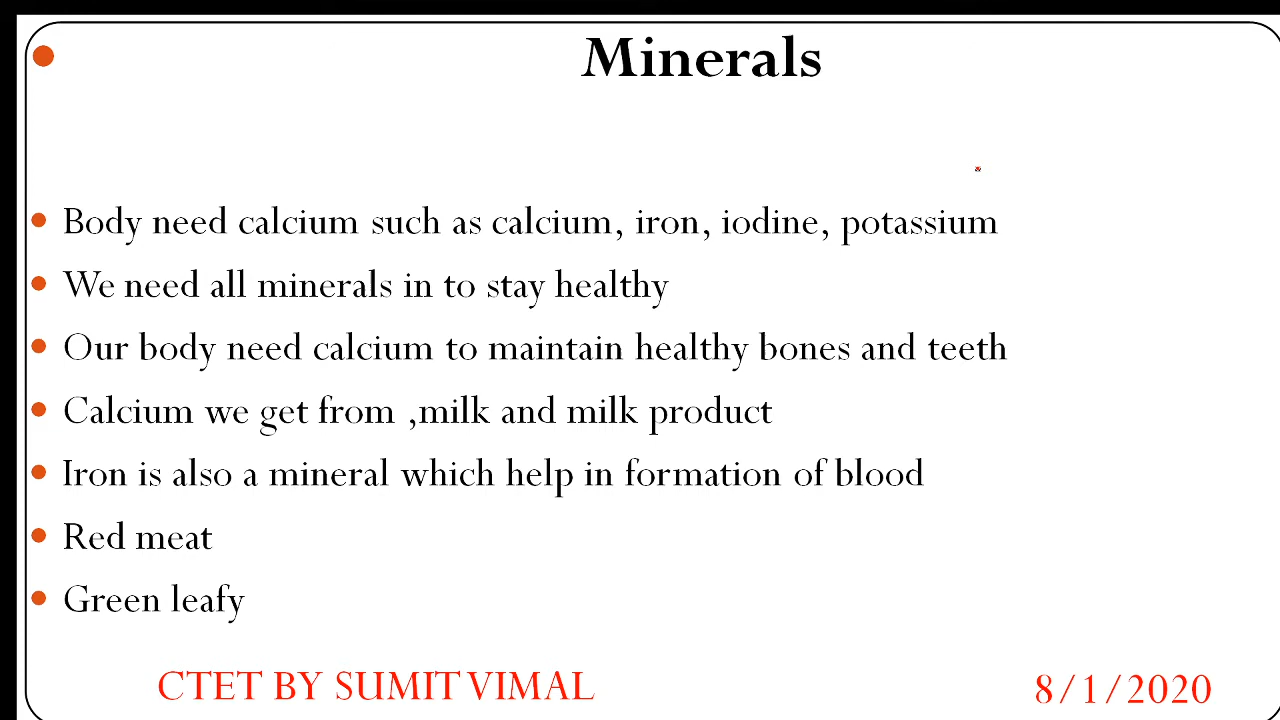 Minerals
Body need calcium such as calcium, iron, iodine, potassium
We need all minerals in to stay healthy
Our body need calcium to maintain healthy bones and teeth
Calcium we get from ,milk and milk product
Iron is also a mineral which help in formation of blood
Red meat
Green leafy
CTET BY SUMIT VIMAL 8/1/2020